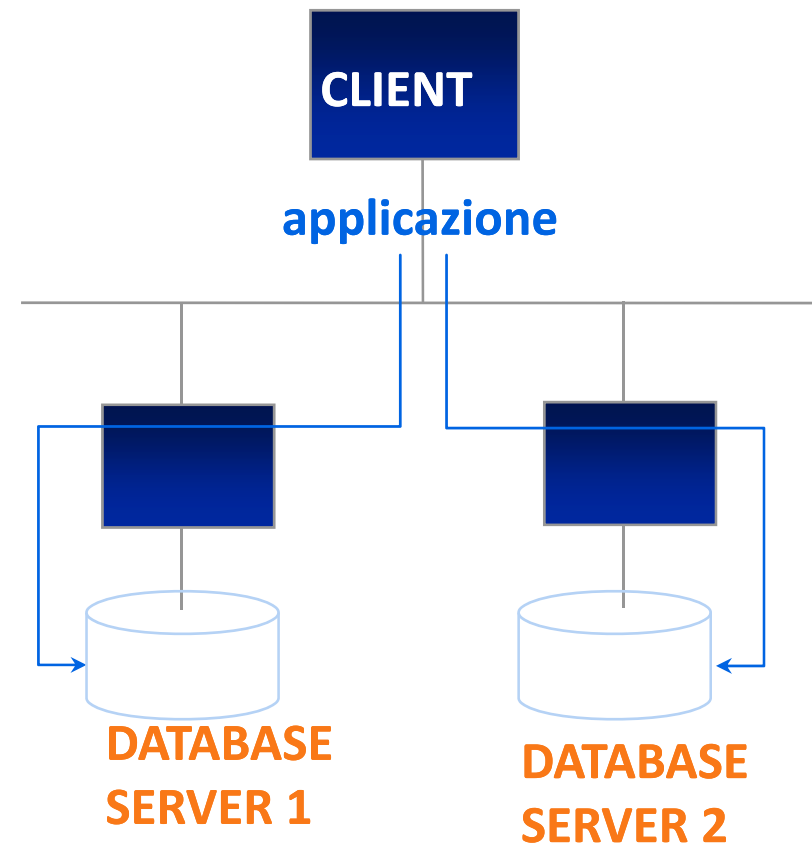 CLIENT
applicazione
DATABASE
SERVER 1
DATABASE
SERVER 2